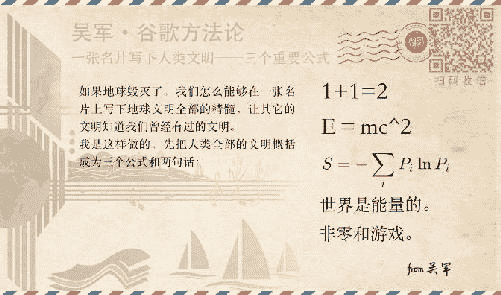 吴军·谷歌方法论
一张名片写下人类文明——三个重要公式
扫码收信
如果地球毁灭了，我们怎么能够在一张名
片上写下地球文明全部的精髓，让其它的
文明知道我们曾经有过的文明。
我是这样做的，先把人类全部的文明概括
成为三个公式和两句话：
1+1=2
E=mc^2
S = -∑ᵢ Pᵢ ln Pᵢ
世界是能量的。
非零和游戏。
from 吴军